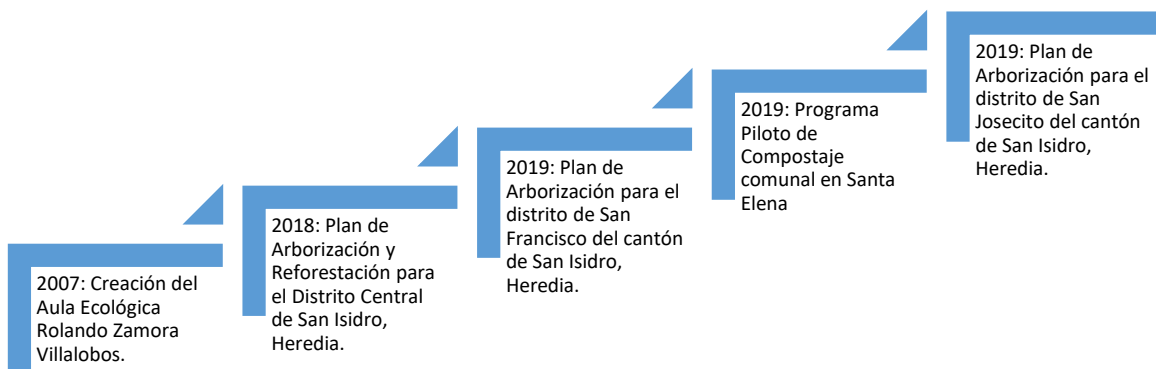 2007: Creación del
Aula Ecológica
Rolando Zamora
Villalobos.
2018: Plan de
Arborización y
Reforestación para
el Distrito Central
de San Isidro,
Heredia.
2019: Plan de
Arborización para el
distrito de San
Francisco del cantón
de San Isidro,
Heredia.
2019: Programa
Piloto de
Compostaje
comunal en Santa
Elena
2019: Plan de
Arborización para el
distrito de San
Josecito del cantón
de San Isidro,
Heredia.